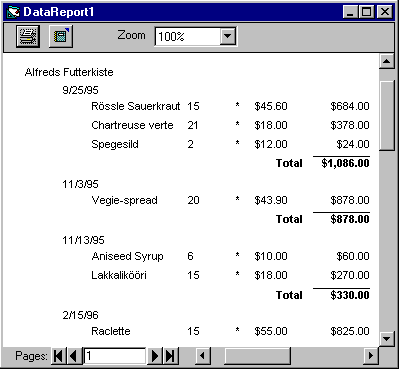 DataReport1
Zoom 100%
Alfreds Futterkiste
9/25/95
Rössle Sauerkraut 15 * $45.60 $684.00
Chartreuse verte 21 * $18.00 $378.00
Spegesild 2 * $12.00 $24.00
Total $1,086.00
11/3/95
Vegie-spread 20 * $43.90 $878.00
Total $878.00
11/13/95
Aniseed Syrup 6 * $10.00 $60.00
Lakkalikööri 15 * $18.00 $270.00
Total $330.00
2/15/96
Raclette 15 * $55.00 $825.00
Pages: 1